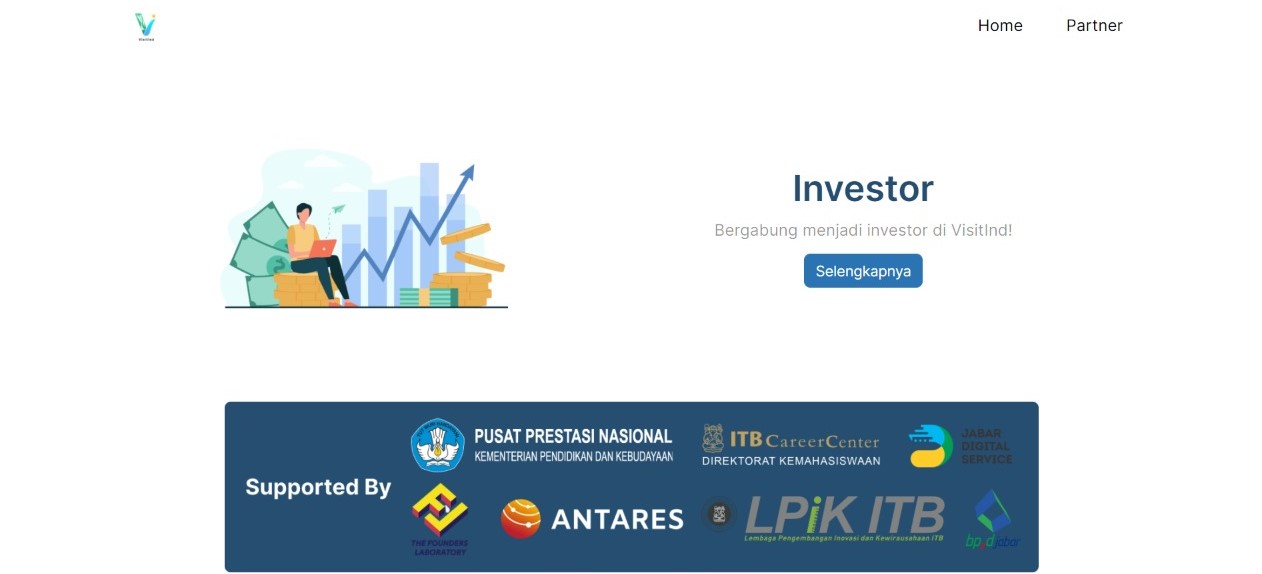 VisitInd
Home
Partner
Investor
Bergabung menjadi investor di VisitInd!
Selengkapnya
Supported By
PUSAT PRESTASI NASIONAL
KEMENTERIAN PENDIDIKAN DAN KEBUDAYAAN
ITB CareerCenter
DIREKTORAT KEMAHASISWAAN
JABAR
DIGITAL
SERVICE
THE FOUNDERS
LABORATORY
ANTARES
LPiK ITB
Lembaga Pengembangan Inovasi dan Kewirausahaan ITB
bppd jabar